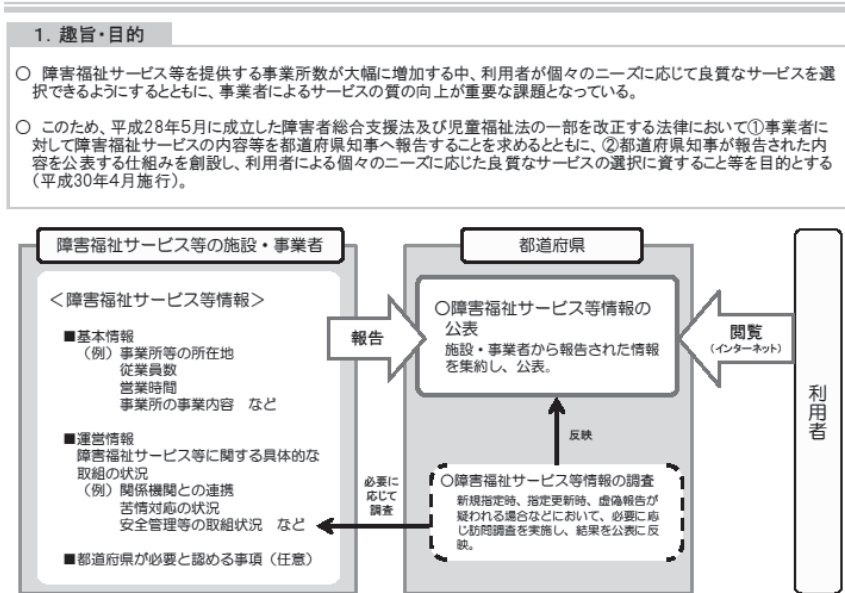 1. 趣旨・目的
○ 障害福祉サービス等を提供する事業所数が大幅に増加する中、利用者が個々のニーズに応じて良質なサービスを選
択できるようにするとともに、事業者によるサービスの質の向上が重要な課題となっている。
○ このため、平成28年5月に成立した障害者総合支援法及び児童福祉法の一部を改正する法律において①事業者に
対して障害福祉サービスの内容等を都道府県知事へ報告することを求めるとともに、②都道府県知事が報告された内
容を公表する仕組みを創設し、利用者による個々のニーズに応じた良質なサービスの選択に資すること等を目的とする
(平成30年4月施行)。
障害福祉サービス等の施設・事業者
<障害福祉サービス等情報>
■基本情報
(例)事業所等の所在地
従業員数
営業時間
事業所の事業内容 など
■運営情報
障害福祉サービス等に関する具体的な
取組の状況
(例)関係機関との連携
苦情対応の状況
安全管理等の取組状況 など
■都道府県が必要と認める事項(任意)
報告
必要に
応じて
調査
都道府県
○障害福祉サービス等情報の
公表
施設・事業者から報告された情報
を集約し、公表。
反映
○障害福祉サービス等情報の調査
新規指定時、指定更新時、虚偽報告が
疑われる場合などにおいて、必要に応
じ訪問調査を実施し、結果を公表に反
映。
閲覧
(インターネット)
利用者